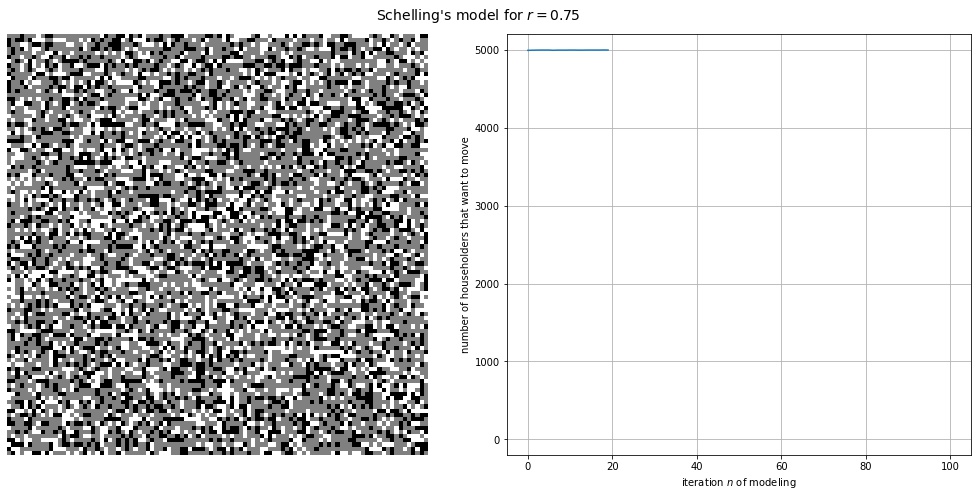 Schelling's model for r = 0.75
number of householders that want to move
5000
4000
3000
2000
1000
0
0 20 40 60 80 100
iteration n of modeling